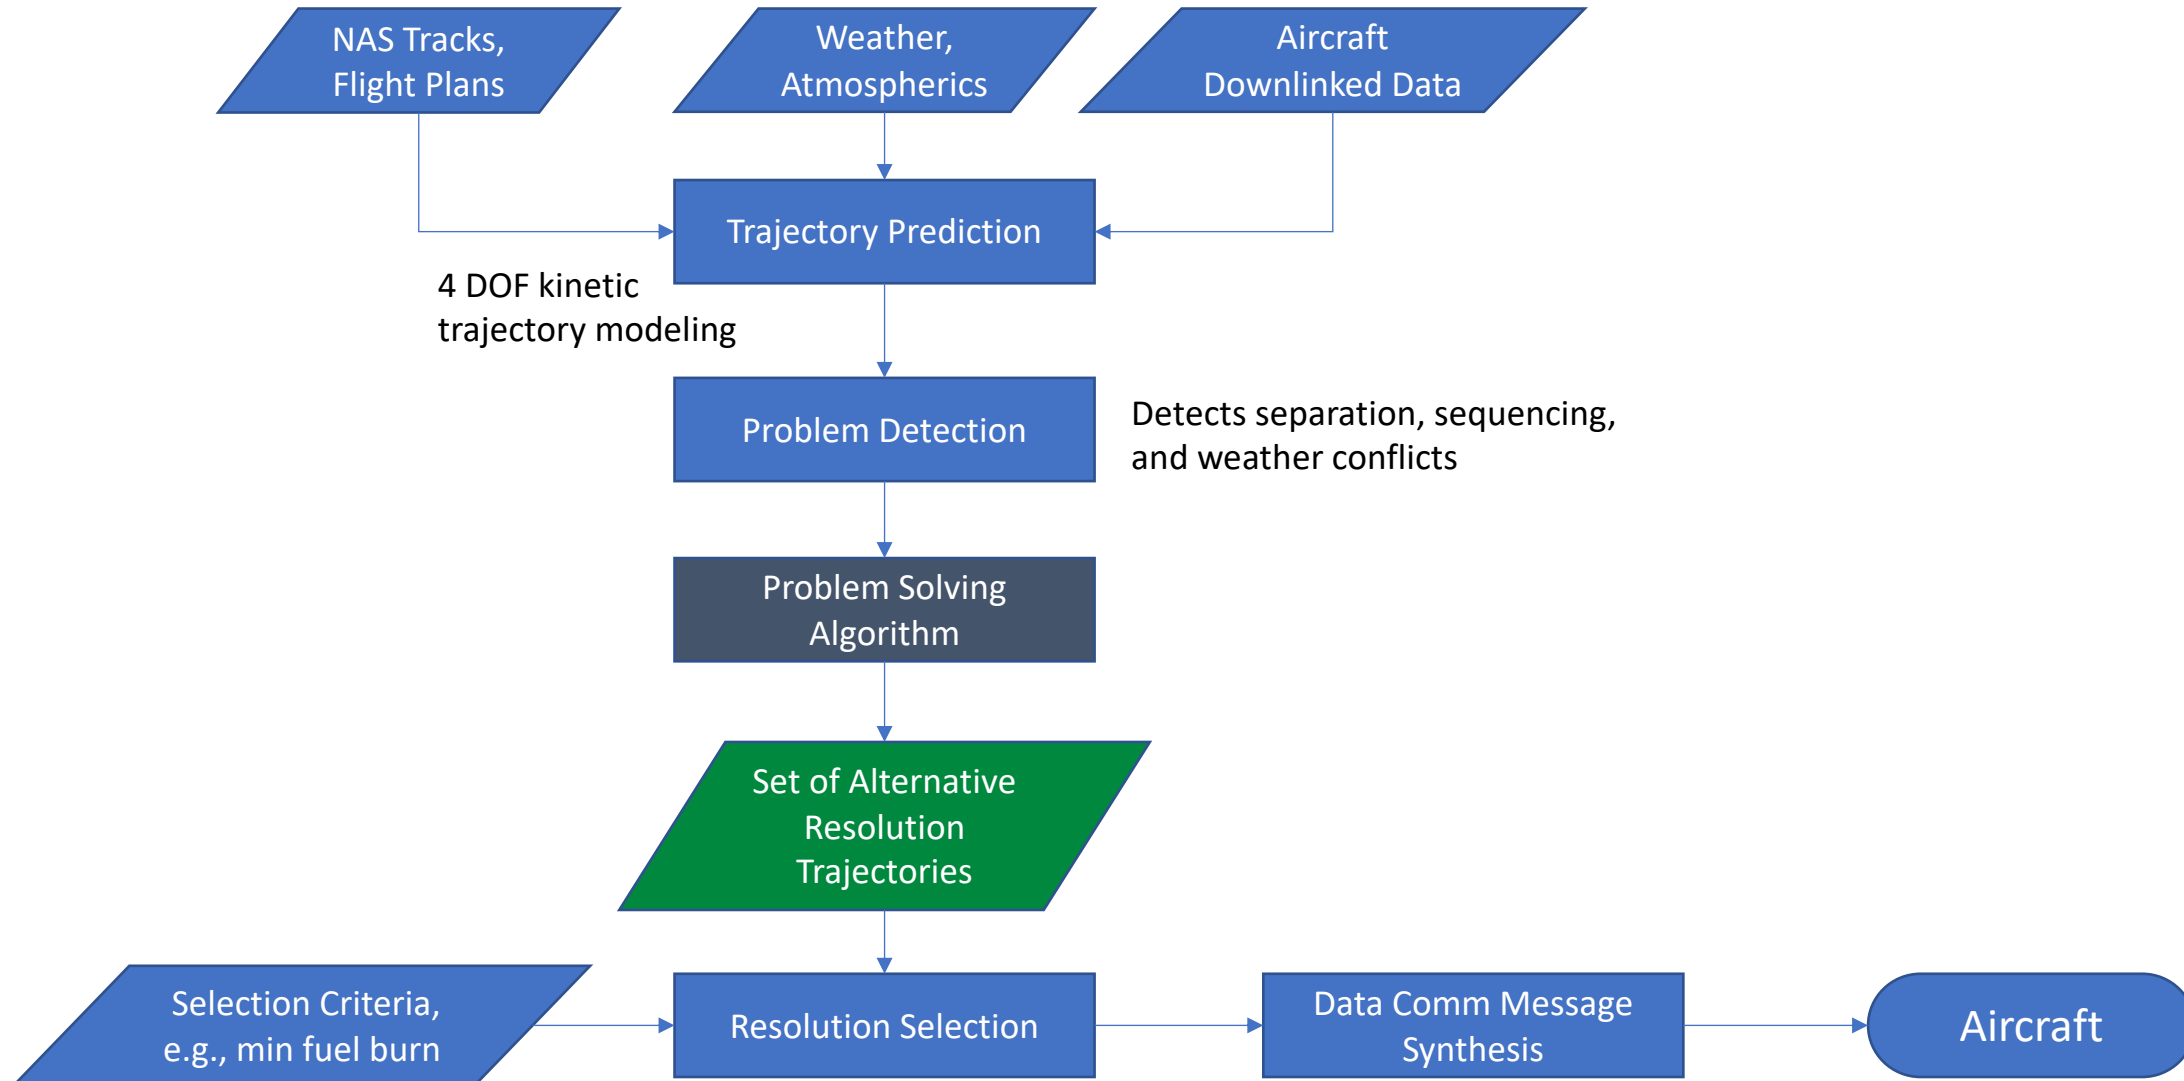 NAS Tracks,
Flight Plans
Weather,
Atmospherics
Aircraft
Downlinked Data
Trajectory Prediction
4 DOF kinetic
trajectory modeling
Problem Detection
Detects separation, sequencing,
and weather conflicts
Problem Solving
Algorithm
Set of Alternative
Resolution
Trajectories
Selection Criteria,
e.g., min fuel burn
Resolution Selection
Data Comm Message
Synthesis
Aircraft